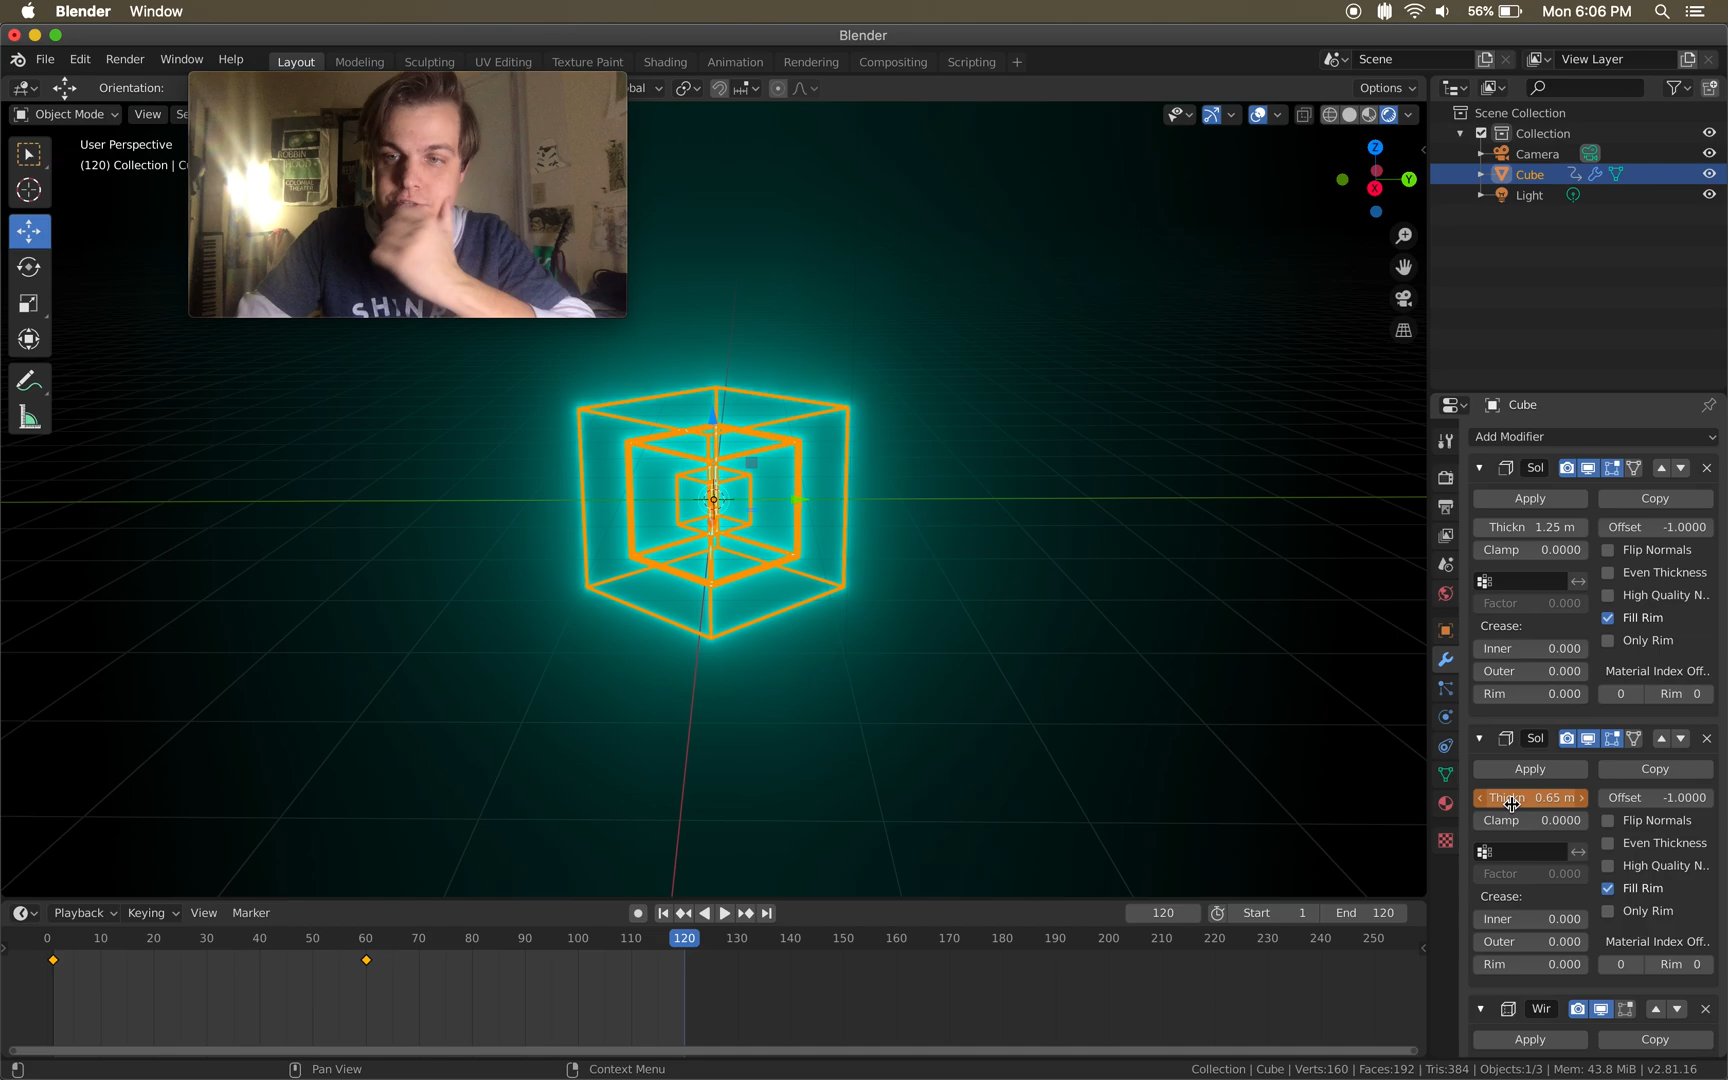 Blender Window 56% Mon 6:06 PM
Blender
File Edit Render Window Help Layout Modeling Sculpting UV Editing Texture Paint Shading Animation Rendering Compositing Scripting + Scene View Layer
Orientation: bal Options
Object Mode View Se
User Perspective
(120) Collection | C
ROBBIN
HOOD
COLONIAL
THEATER
SHIN
Z
Y
X
Scene Collection
Collection
Camera
Cube
Light
Cube
Add Modifier
Sol
Apply Copy
Thickn 1.25 m Offset -1.0000
Clamp 0.0000 Flip Normals
Even Thickness
High Quality N..
Factor 0.000
Fill Rim
Crease:
Only Rim
Inner 0.000
Outer 0.000 Material Index Off..
Rim 0.000 0 Rim 0
Sol
Apply Copy
Thickn 0.65 m Offset -1.0000
Clamp 0.0000 Flip Normals
Even Thickness
High Quality N..
Factor 0.000
Fill Rim
Crease:
Only Rim
Inner 0.000
Outer 0.000 Material Index Off..
Rim 0.000 0 Rim 0
Wir
Apply Copy
Playback Keying View Marker 120 Start 1 End 120
0 10 20 30 40 50 60 70 80 90 100 110 120 130 140 150 160 170 180 190 200 210 220 230 240 250
Pan View Context Menu Collection | Cube | Verts:160 | Faces:192 | Tris:384 | Objects:1/3 | Mem: 43.8 MiB | v2.81.16